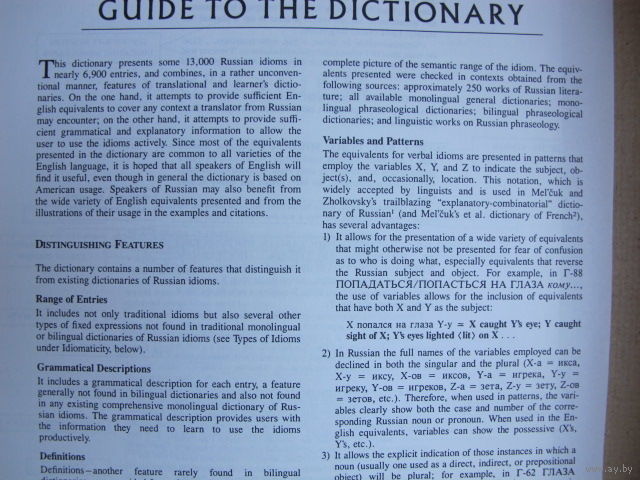 GUIDE TO THE DICTIONARY
This dictionary presents some 13,000 Russian idioms in
nearly 6,900 entries, and combines, in a rather unconven-
tional manner, features of translational and learner's dictio-
naries. On the one hand, it attempts to provide sufficient En-
glish equivalents to cover any context a translator from Russian
may encounter; on the other hand, it attempts to provide suffi-
cient grammatical and explanatory information to allow the
user to use the idioms actively. Since most of the equivalents
presented in the dictionary are common to all varieties of the
English language, it is hoped that all speakers of English will
find it useful, even though in general the dictionary is based on
American usage. Speakers of Russian may also benefit from
the wide variety of English equivalents presented and from the
illustrations of their usage in the examples and citations.
DISTINGUISHING FEATURES
The dictionary contains a number of features that distinguish it
from existing dictionaries of Russian idioms.
Range of Entries
It includes not only traditional idioms but also several other
types of fixed expressions not found in traditional monolingual
or bilingual dictionaries of Russian idioms (see Types of Idioms
under Idiomaticity, below).
Grammatical Descriptions
It includes a grammatical description for each entry, a feature
generally not found in bilingual dictionaries and also not found
in any existing comprehensive monolingual dictionary of Rus-
sian idioms. The grammatical description provides users with
the information they need to learn to use the idioms
productively.
Definitions
Definitions—another feature rarely found in bilingual
complete picture of the semantic range of the idiom. The equiv-
alents presented were checked in contexts obtained from the
following sources: approximately 250 works of Russian litera-
ture; all available monolingual general dictionaries; mono-
lingual phraseological dictionaries; bilingual phraseological
dictionaries; and linguistic works on Russian phraseology.
Variables and Patterns
The equivalents for verbal idioms are presented in patterns that
employ the variables X, Y, and Z to indicate the subject, ob-
ject(s), and, occasionally, location. This notation, which is
widely accepted by linguists and is used in Mel'čuk and
Zholkovsky's trailblazing "explanatory-combinatorial" dictio-
nary of Russian¹ (and Mel'čuk's et al. dictionary of French²),
has several advantages:
1) It allows for the presentation of a wide variety of equivalents
that might otherwise not be presented for fear of confusion
as to who is doing what, especially equivalents that reverse
the Russian subject and object. For example, in Г-88
ПОПАДАТЬСЯ/ПОПАСТЬСЯ НА ГЛАЗА кому...,
the use of variables allows for the inclusion of equivalents
that have both X and Y as the subject:
X попался на глаза Y-у ≈ X caught Y's eye; Y caught
sight of X; Y's eyes lighted ⟨lit⟩ on X . . .
2) In Russian the full names of the variables employed can be
declined in both the singular and the plural (X-а = икса,
X-у = иксу, X-ов = иксов, Y-а = игрека, Y-у =
игреку, Y-ов = игреков, Z-а = зета, Z-у = зету, Z-ов
= зетов, etc.). Therefore, when used in patterns, the vari-
ables clearly show both the case and number of the corre-
sponding Russian noun or pronoun. When used in the En-
glish equivalents, variables can show the possessive (X's,
Y's, etc.).
3) It allows the explicit indication of those instances in which a
noun (usually one used as a direct, indirect, or prepositional
object) will be plural; for example, in Г-62 ГЛАЗА
www.ay.by